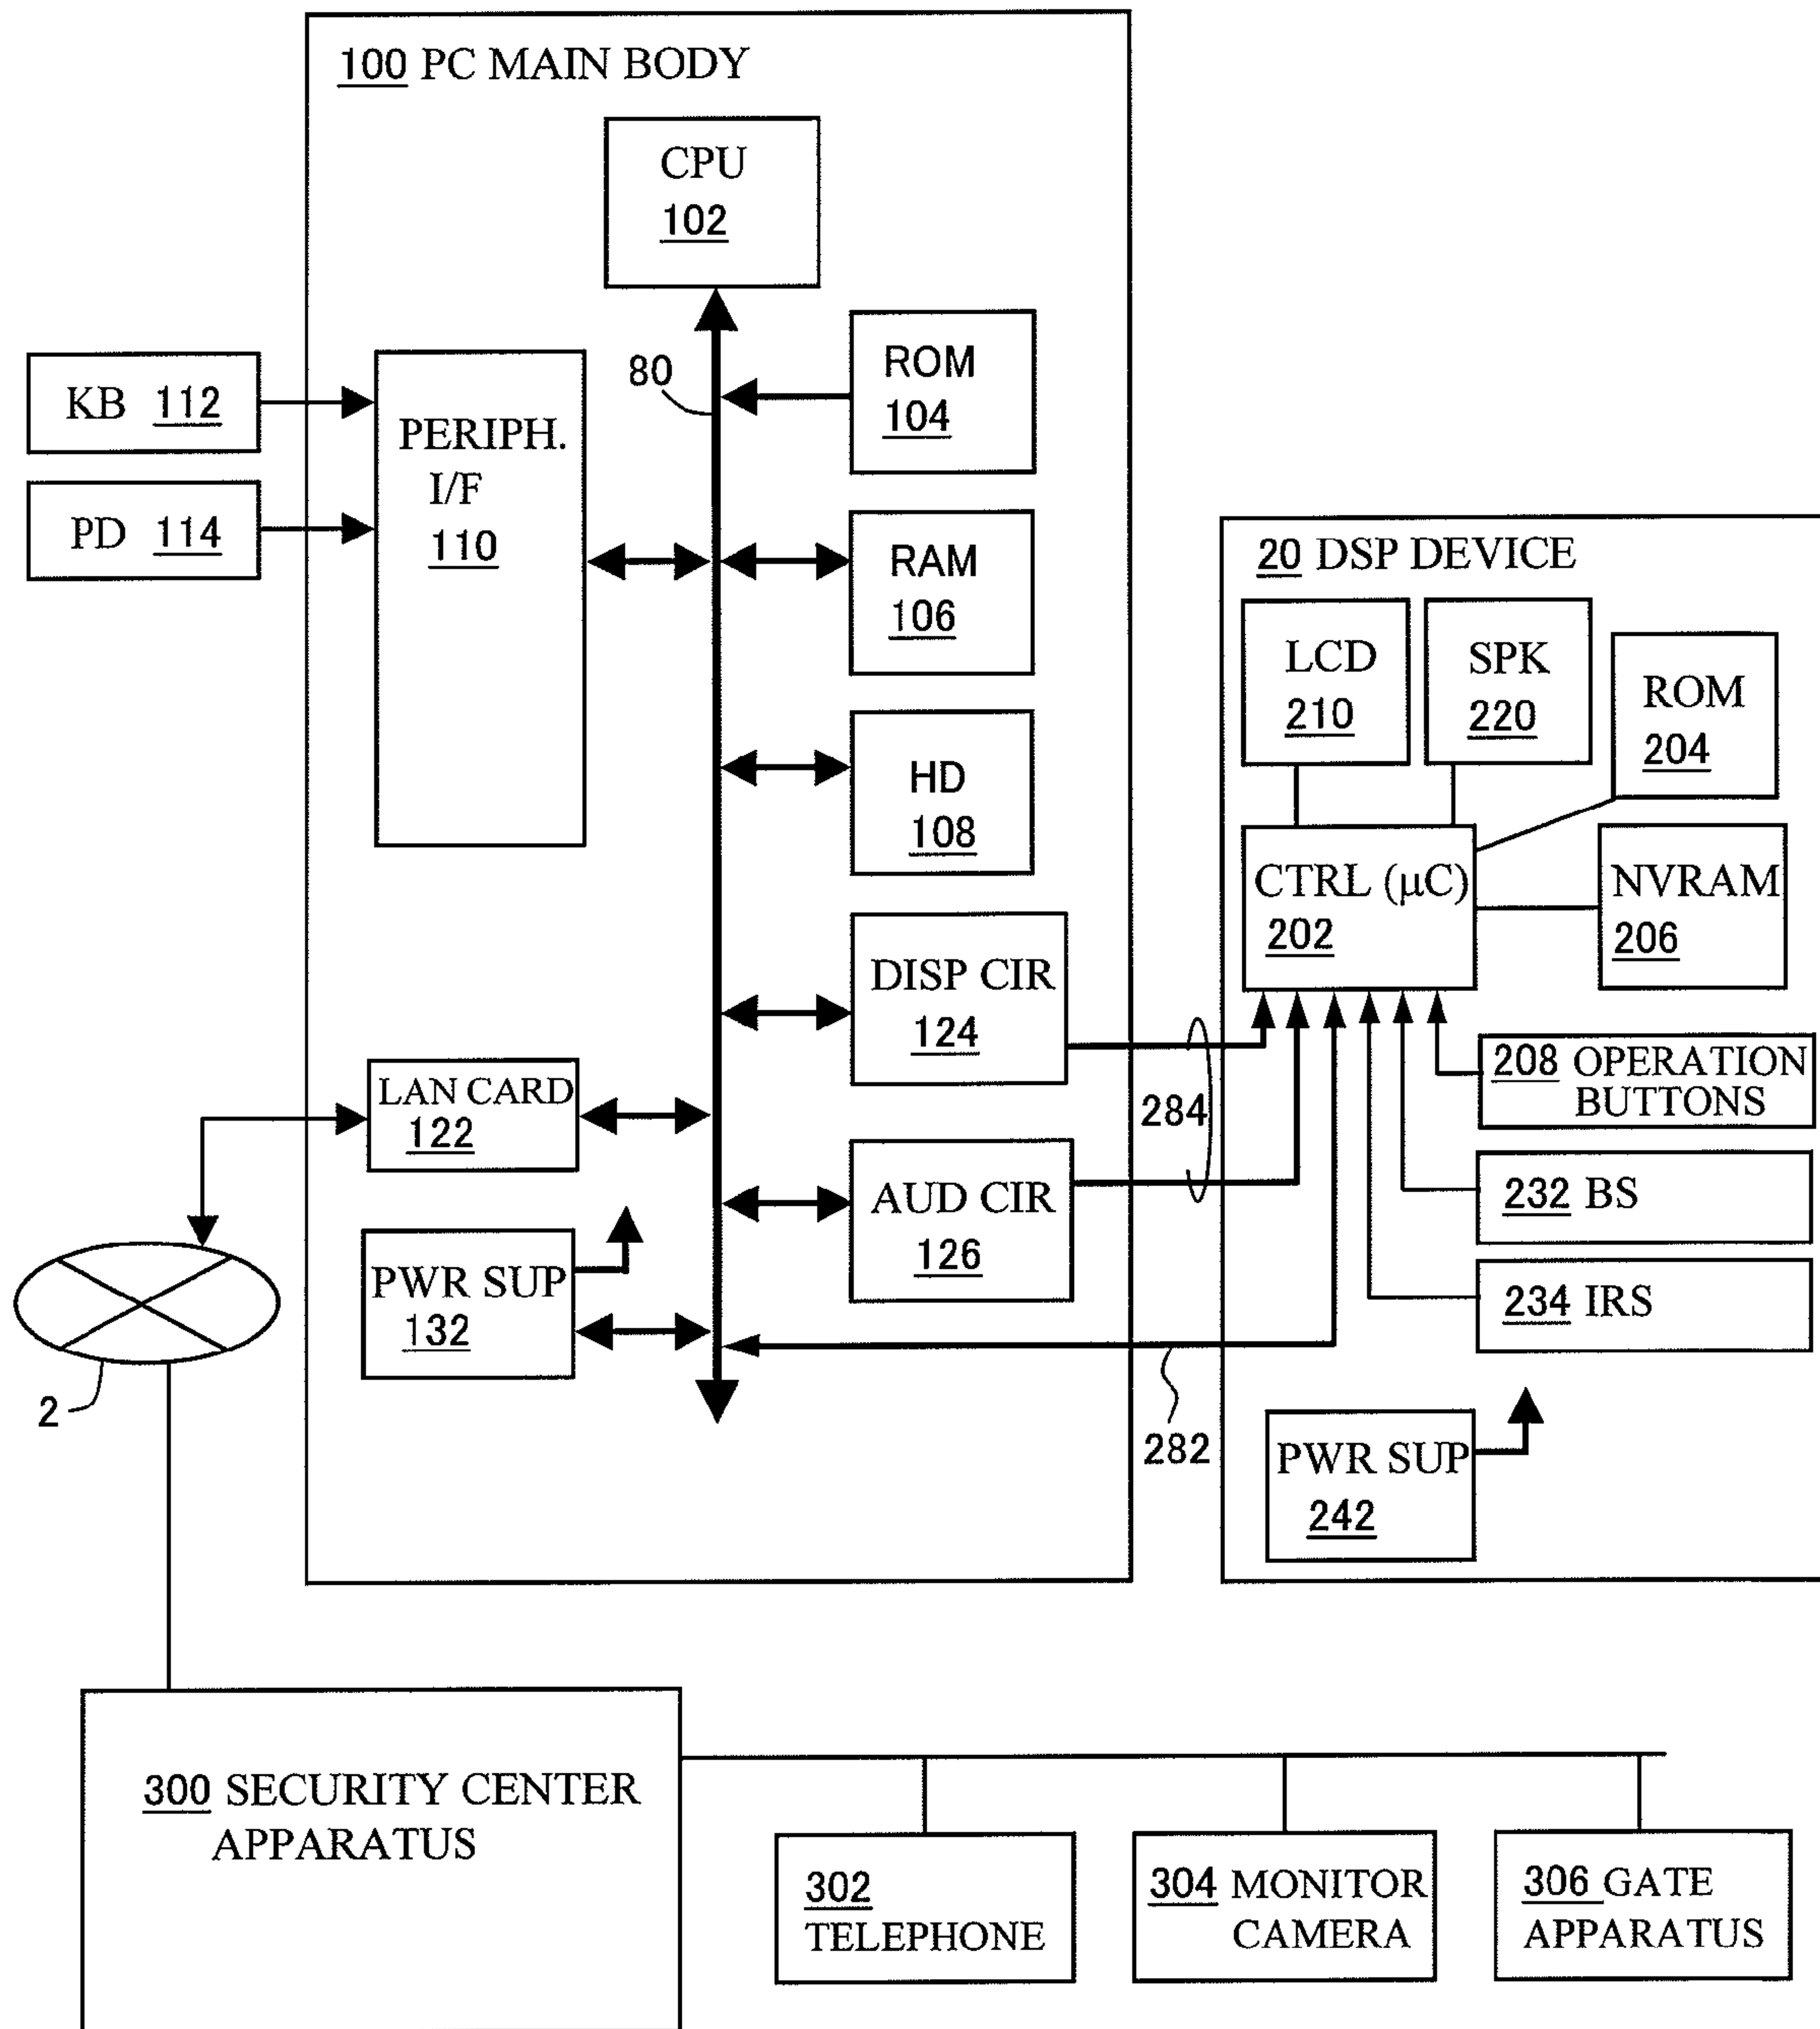 100 PC MAIN BODY
CPU
102
80
ROM
104
KB 112
PD 114
PERIPH.
I/F
110
RAM
106
HD
108
DISP CIR
124
LAN CARD
122
AUD CIR
126
PWR SUP
132
2
284
282
20 DSP DEVICE
LCD
210
SPK
220
ROM
204
CTRL (μC)
202
NVRAM
206
208 OPERATION
BUTTONS
232 BS
234 IRS
PWR SUP
242
300 SECURITY CENTER
APPARATUS
302
TELEPHONE
304 MONITOR
CAMERA
306 GATE
APPARATUS